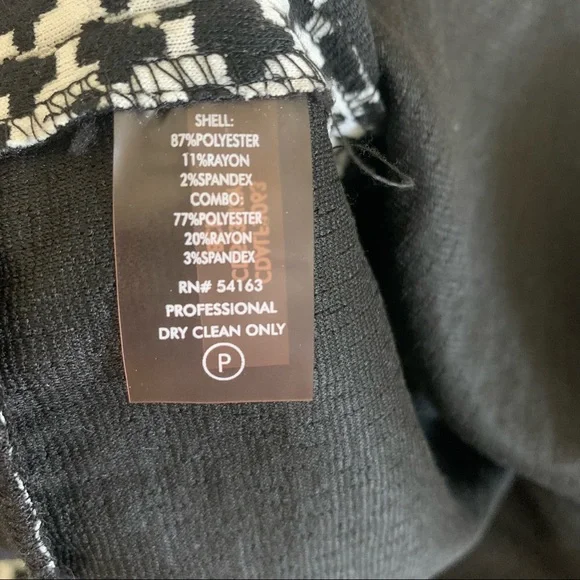 SHELL:
87%POLYESTER
11%RAYON
2%SPANDEX
COMBO:
77%POLYESTER
20%RAYON
3%SPANDEX
RN# 54163
PROFESSIONAL
DRY CLEAN ONLY
P